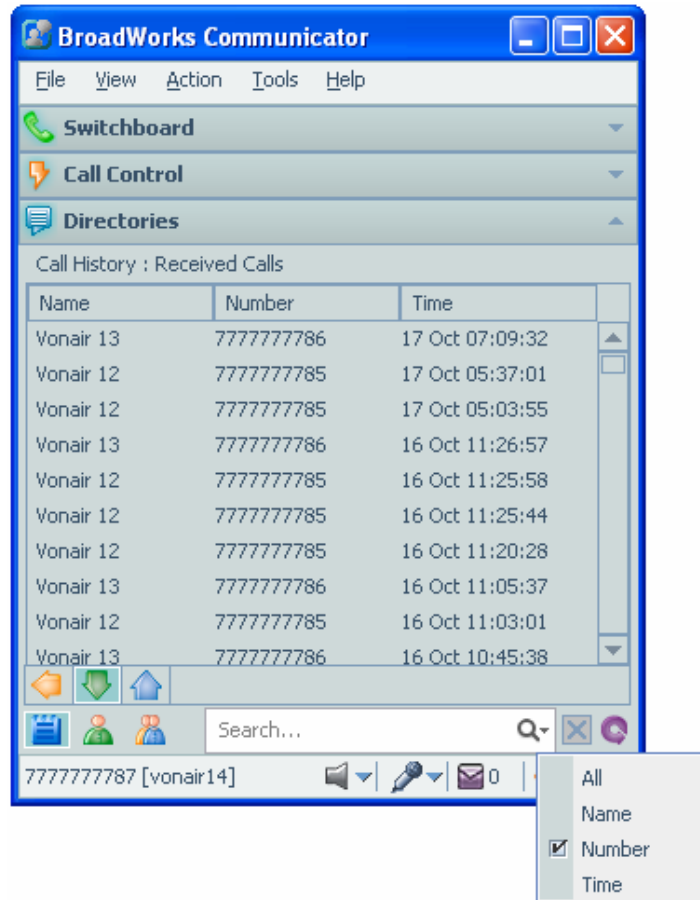 BroadWorks Communicator
File View Action Tools Help
Switchboard
Call Control
Directories
Call History : Received Calls
Name Number Time
Vonair 13 7777777786 17 Oct 07:09:32
Vonair 12 7777777785 17 Oct 05:37:01
Vonair 12 7777777785 17 Oct 05:03:55
Vonair 13 7777777786 16 Oct 11:26:57
Vonair 12 7777777785 16 Oct 11:25:58
Vonair 12 7777777785 16 Oct 11:25:44
Vonair 12 7777777785 16 Oct 11:20:28
Vonair 13 7777777786 16 Oct 11:05:37
Vonair 12 7777777785 16 Oct 11:03:01
Vonair 13 7777777786 16 Oct 10:45:38
Search...
7777777787 [vonair14] 0
All
Name
Number
Time